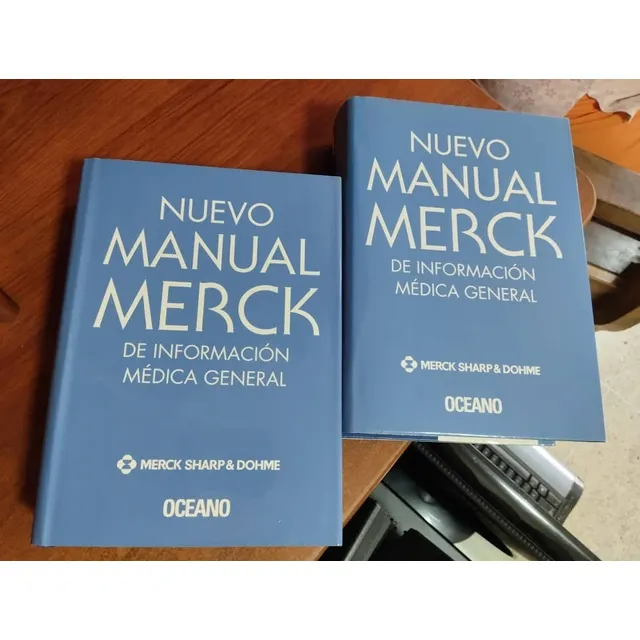 NUEVO
MANUAL
MERCK
DE INFORMACIÓN
MÉDICA GENERAL
MERCK SHARP & DOHME
OCEANO
NUEVO
MANUAL
MERCK
DE INFORMACIÓN
MÉDICA GENERAL
MERCK SHARP & DOHME
OCEANO